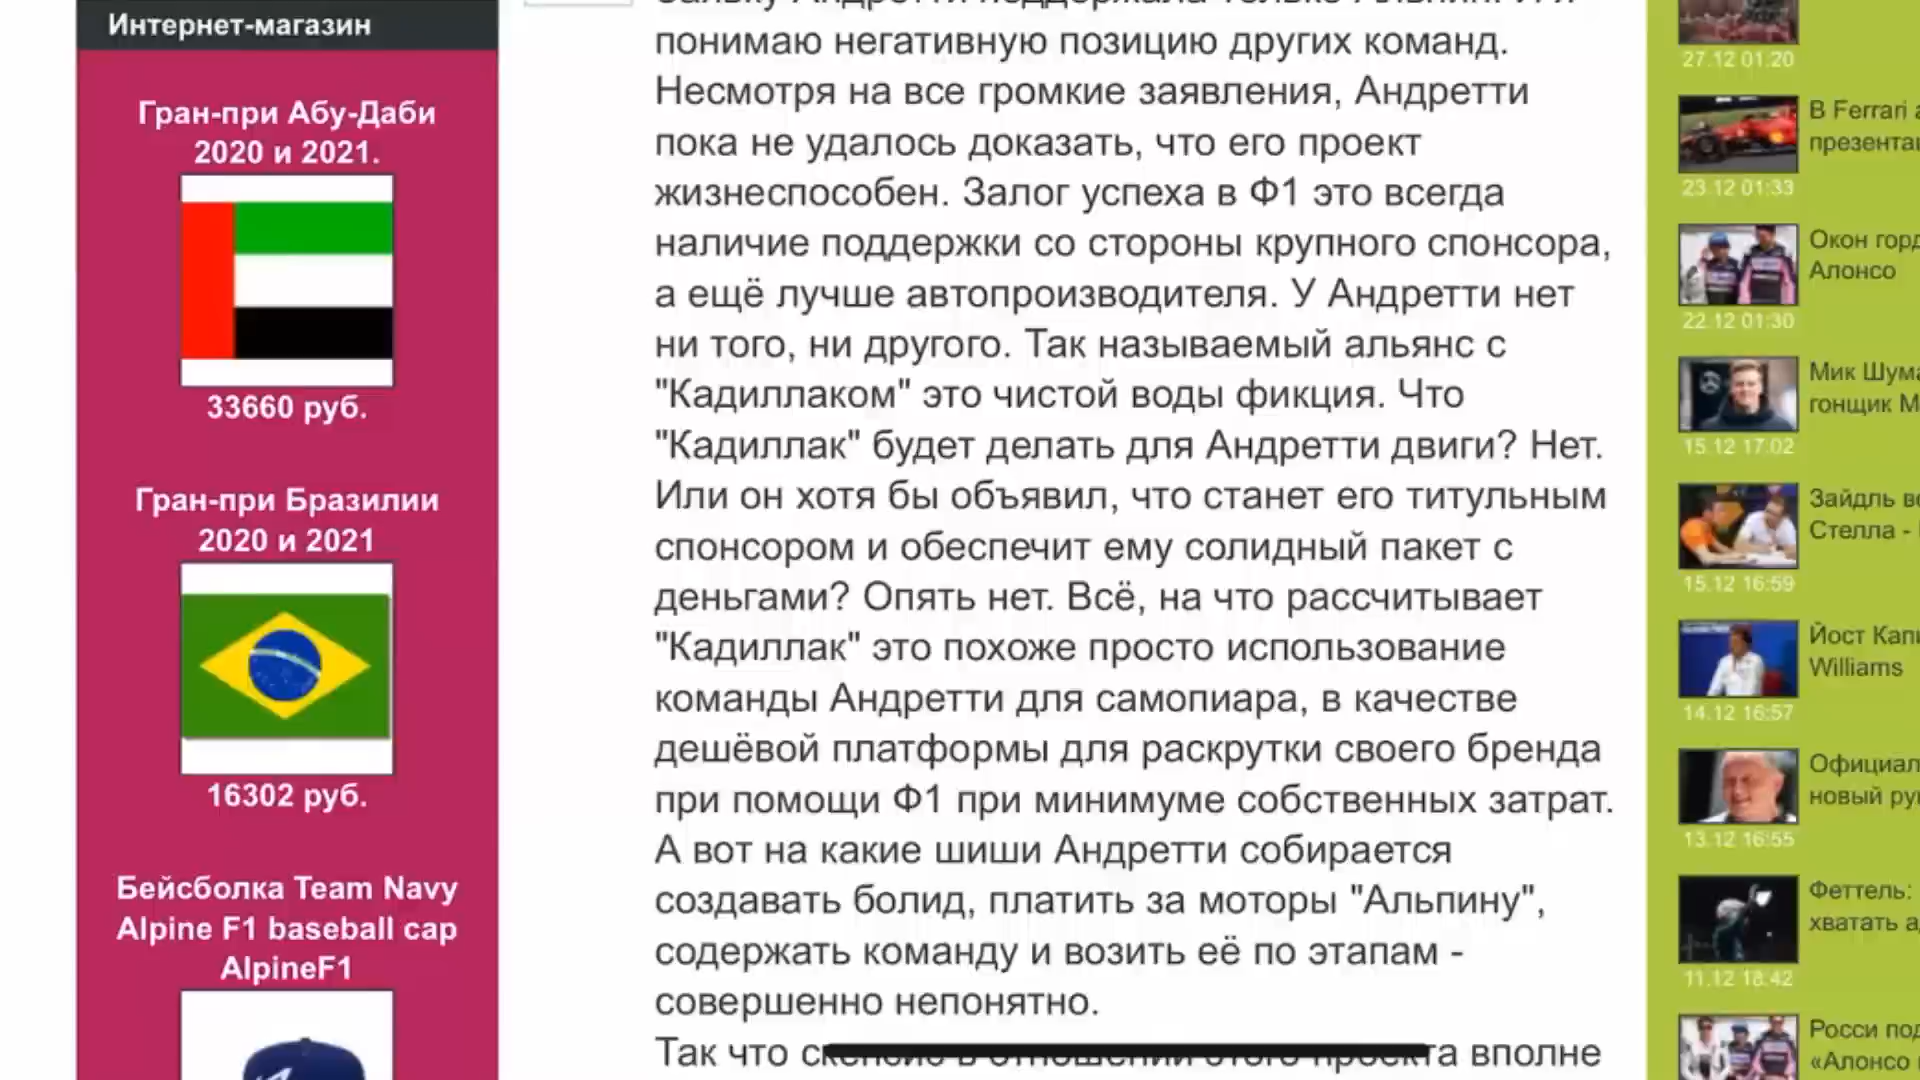 Интернет-магазин
Гран-при Абу-Даби
2020 и 2021.
33660 руб.
Гран-при Бразилии
2020 и 2021
16302 руб.
Бейсболка Team Navy
Alpine F1 baseball cap
AlpineF1
понимаю негативную позицию других команд.
Несмотря на все громкие заявления, Андретти
пока не удалось доказать, что его проект
жизнеспособен. Залог успеха в Ф1 это всегда
наличие поддержки со стороны крупного спонсора,
а ещё лучше автопроизводителя. У Андретти нет
ни того, ни другого. Так называемый альянс с
"Кадиллаком" это чистой воды фикция. Что
"Кадиллак" будет делать для Андретти двиги? Нет.
Или он хотя бы объявил, что станет его титульным
спонсором и обеспечит ему солидный пакет с
деньгами? Опять нет. Всё, на что рассчитывает
"Кадиллак" это похоже просто использование
команды Андретти для самопиара, в качестве
дешёвой платформы для раскрутки своего бренда
при помощи Ф1 при минимуме собственных затрат.
А вот на какие шиши Андретти собирается
создавать болид, платить за моторы "Альпину",
содержать команду и возить её по этапам -
совершенно непонятно.
Так что скепсис в отношении этого проекта вполне
27.12 01:20
В Ferrari
23.12 01:33
Окон
Алонсо
22.12 01:30
Мик
гонщик
15.12 17:02
Зайдль
Стелла -
15.12 16:59
Йост
Williams
14.12 16:57
новый
13.12 16:55
Феттель:
хватать
11.12 18:42
Росси
«Алонсо